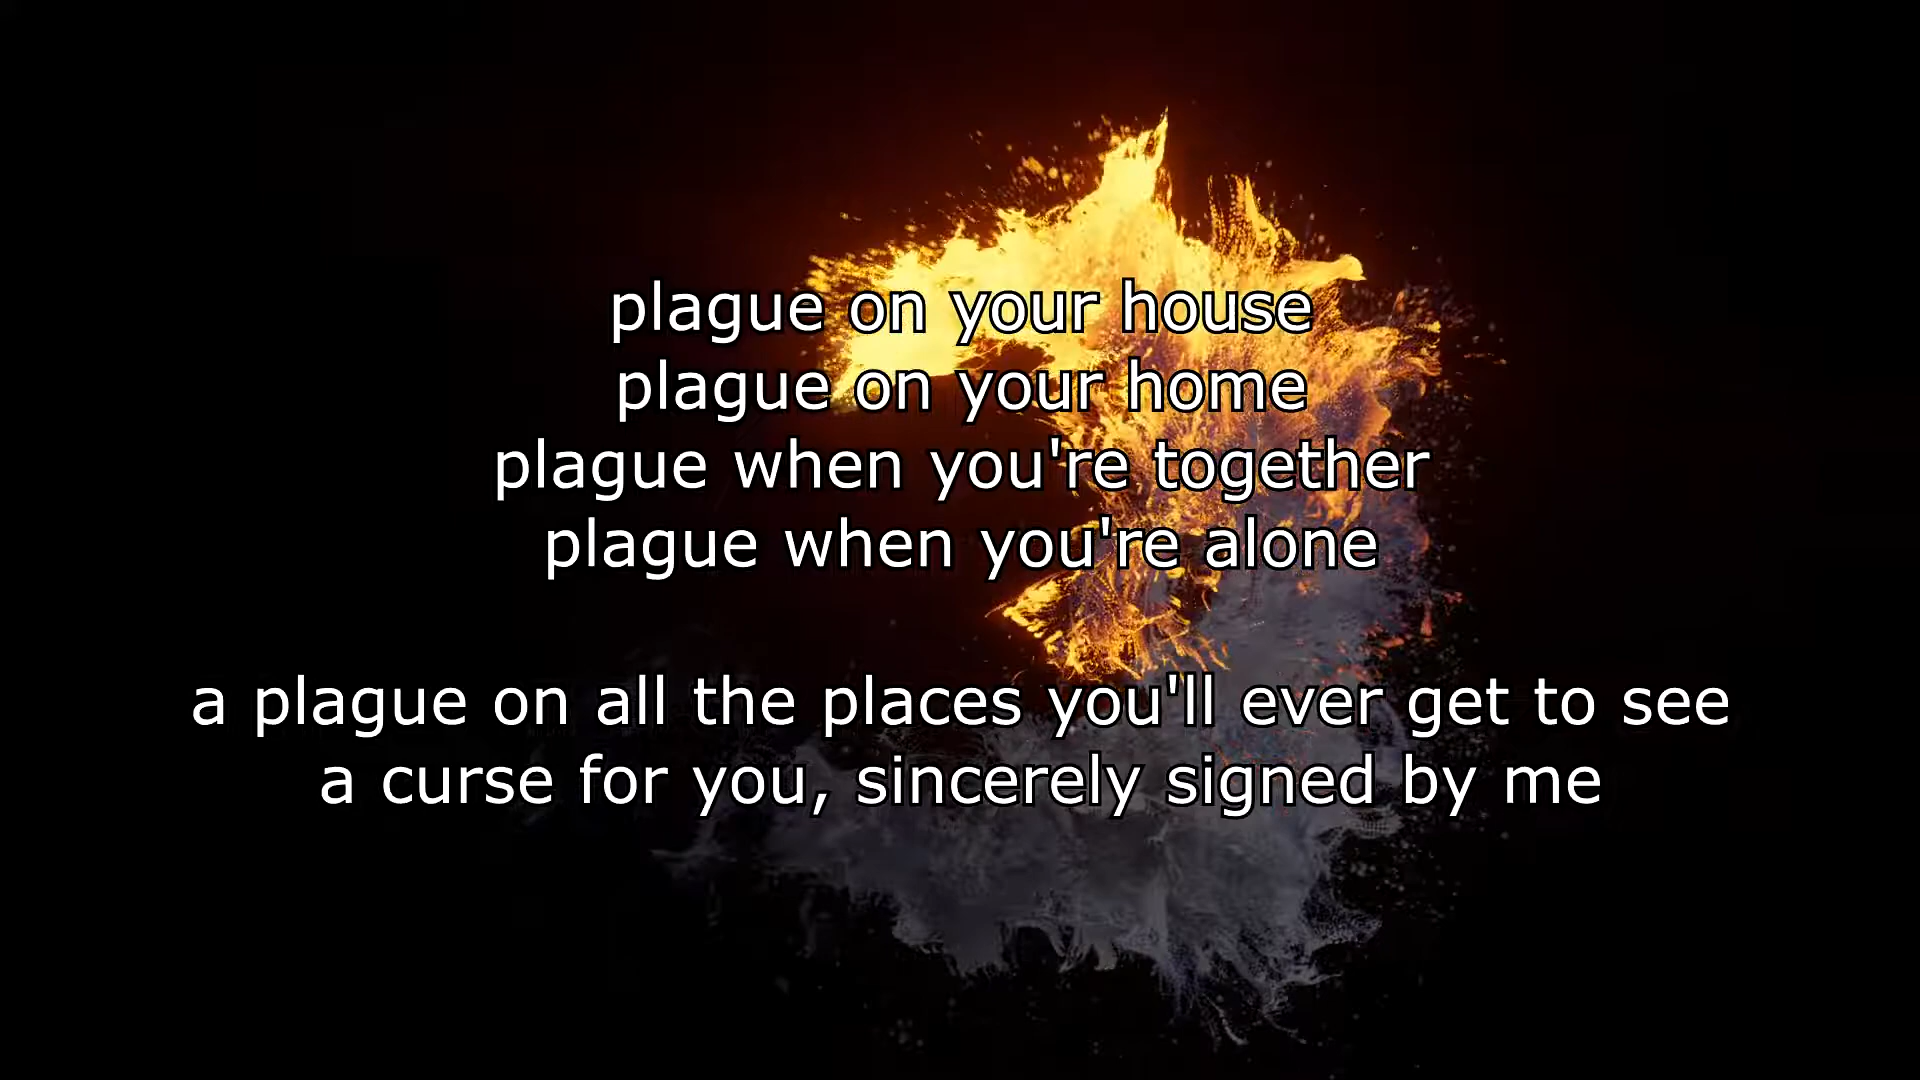 plague on your house
plague on your home
plague when you're together
plague when you're alone
a plague on all the places you'll ever get to see
a curse for you, sincerely signed by me